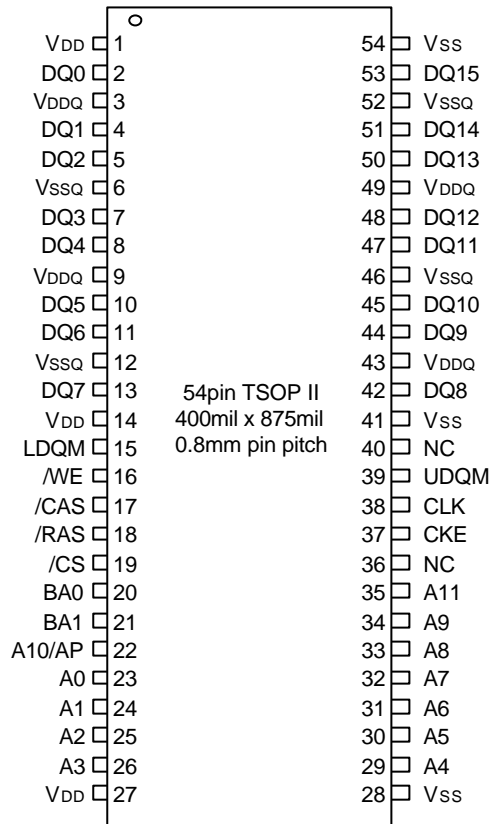 VDD 1 54 VSS
DQ0 2 53 DQ15
VDDQ 3 52 VSSQ
DQ1 4 51 DQ14
DQ2 5 50 DQ13
VSSQ 6 49 VDDQ
DQ3 7 48 DQ12
DQ4 8 47 DQ11
VDDQ 9 46 VSSQ
DQ5 10 45 DQ10
DQ6 11 44 DQ9
VSSQ 12 43 VDDQ
DQ7 13 54pin TSOP II 42 DQ8
VDD 14 400mil x 875mil 41 VSS
LDQM 15 0.8mm pin pitch 40 NC
/WE 16 39 UDQM
/CAS 17 38 CLK
/RAS 18 37 CKE
/CS 19 36 NC
BA0 20 35 A11
BA1 21 34 A9
A10/AP 22 33 A8
A0 23 32 A7
A1 24 31 A6
A2 25 30 A5
A3 26 29 A4
VDD 27 28 VSS